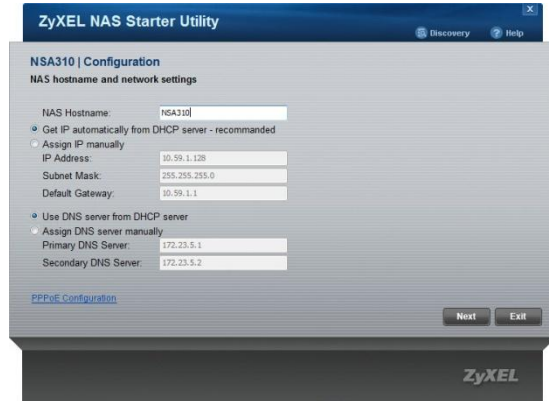 ZyXEL NAS Starter Utility
x
Discovery
? Help
NSA310 | Configuration
NAS hostname and network settings
NAS Hostname: NSA310
Get IP automatically from DHCP server - recommanded
Assign IP manually
IP Address: 10.59.1.128
Subnet Mask: 255.255.255.0
Default Gateway: 10.59.1.1
Use DNS server from DHCP server
Assign DNS server manually
Primary DNS Server: 172.23.5.1
Secondary DNS Server: 172.23.5.2
PPPoE Configuration
Next
Exit
ZyXEL